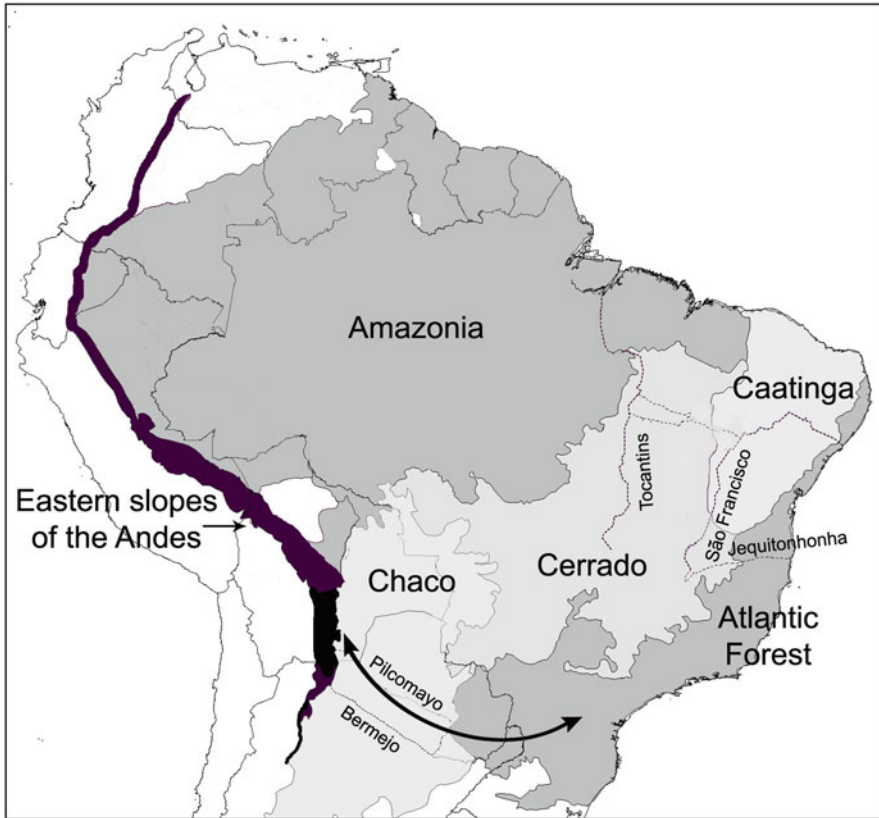 Amazonia
Caatinga
Tocantins
São Francisco
Eastern slopes
of the Andes
Jequitonhonha
Chaco
Cerrado
Atlantic
Forest
Pilcomayo
Bermejo